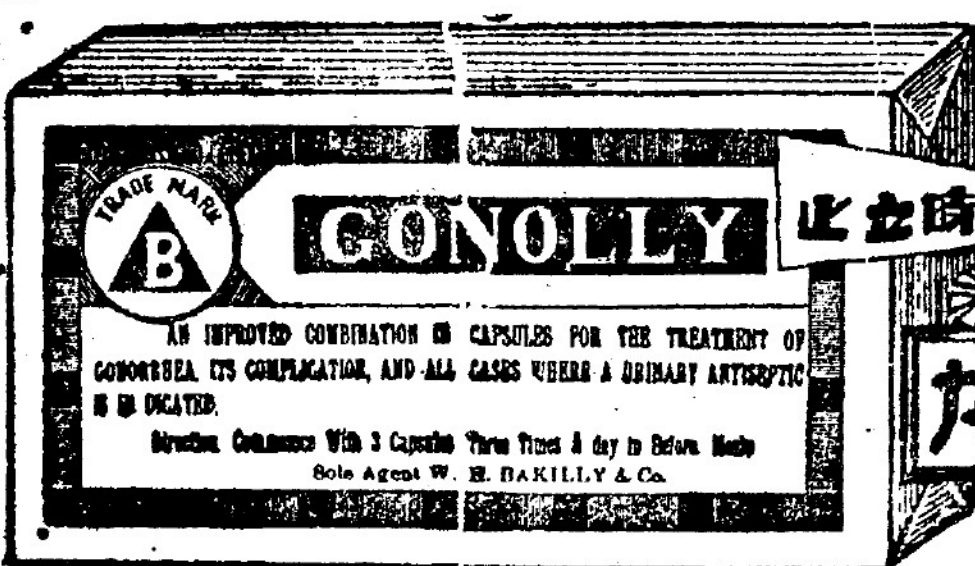 TRADE MARK
B
GONOLLY
止立時
AN IMPROVED COMBINATION IN CAPSULES FOR THE TREATMENT OF
GONORRHEA, ITS COMPLICATION, AND ALL CASES WHERE A URINARY ANTISEPTIC
IS IN DICATED.
Direction Commence With 3 Capsules Three Times A day in Before Meals
Sole Agent W. H. BAKILLY & Co.